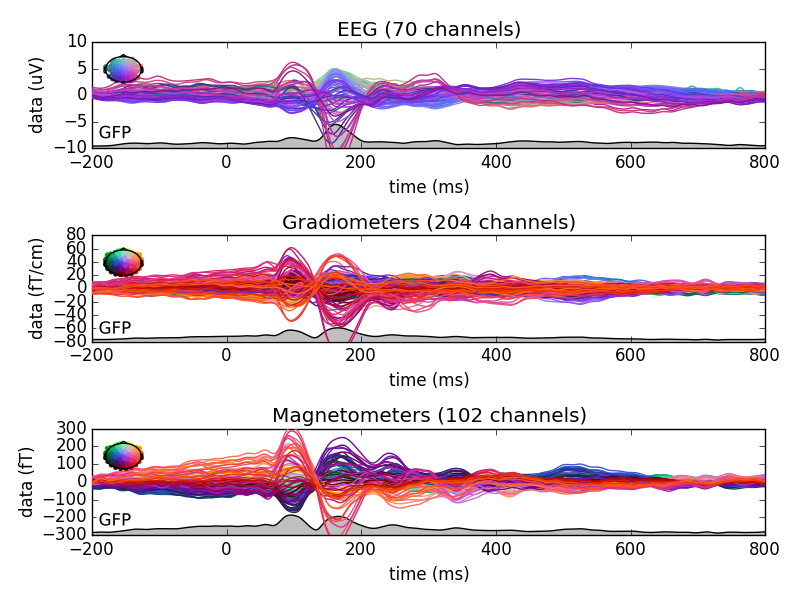 EEG (70 channels)
10
5
0
−5
−10
data (uV)
GFP
−200 0 200 400 600 800
time (ms)
Gradiometers (204 channels)
80
60
40
20
0
−20
−40
−60
−80
data (fT/cm)
GFP
−200 0 200 400 600 800
time (ms)
Magnetometers (102 channels)
300
200
100
0
−100
−200
−300
data (fT)
GFP
−200 0 200 400 600 800
time (ms)